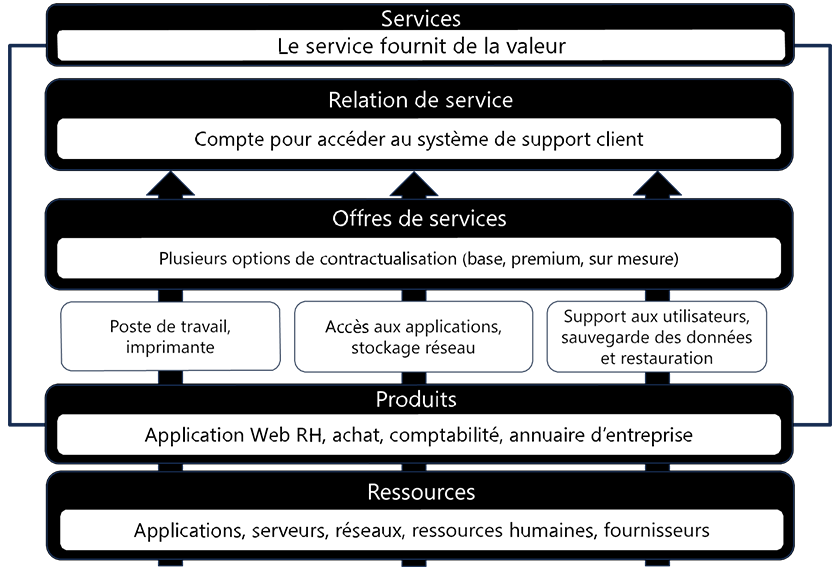 Services
Le service fournit de la valeur
Relation de service
Compte pour accéder au système de support client
Offres de services
Plusieurs options de contractualisation (base, premium, sur mesure)
Poste de travail,
imprimante
Accès aux applications,
stockage réseau
Support aux utilisateurs,
sauvegarde des données
et restauration
Produits
Application Web RH, achat, comptabilité, annuaire d’entreprise
Ressources
Applications, serveurs, réseaux, ressources humaines, fournisseurs